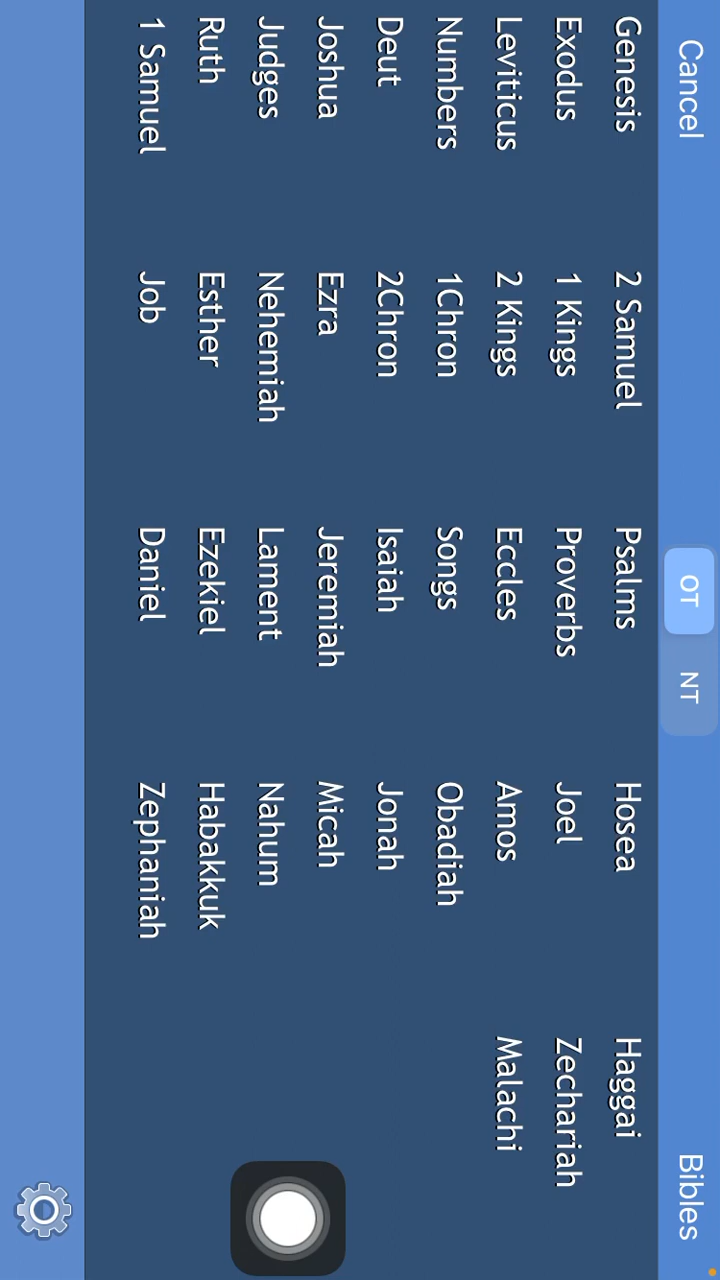 Cancel OT NT Bibles
Genesis 2 Samuel Psalms Hosea Haggai
Exodus 1 Kings Proverbs Joel Zechariah
Leviticus 2 Kings Eccles Amos Malachi
Numbers 1Chron Songs Obadiah
Deut 2Chron Isaiah Jonah
Joshua Ezra Jeremiah Micah
Judges Nehemiah Lament Nahum
Ruth Esther Ezekiel Habakkuk
1 Samuel Job Daniel Zephaniah